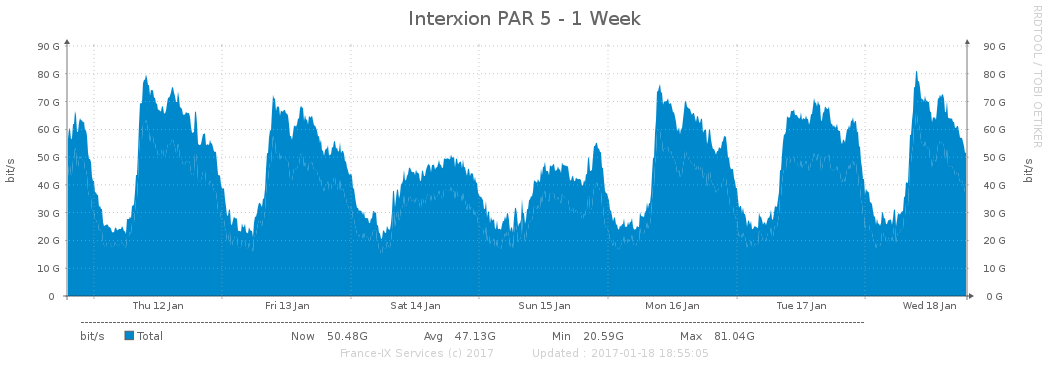 Interxion PAR 5 - 1 Week
RRDTOOL / TOBI OETIKER
90 G 90 G
80 G 80 G
70 G 70 G
60 G 60 G
50 G 50 G
bit/s bit/s
40 G 40 G
30 G 30 G
20 G 20 G
10 G 10 G
0 0 G
Thu 12 Jan Fri 13 Jan Sat 14 Jan Sun 15 Jan Mon 16 Jan Tue 17 Jan Wed 18 Jan
bit/s Total Now 50.48G Avg 47.13G Min 20.59G Max 81.04G
France-IX Services (c) 2017 Updated : 2017-01-18 18:55:05